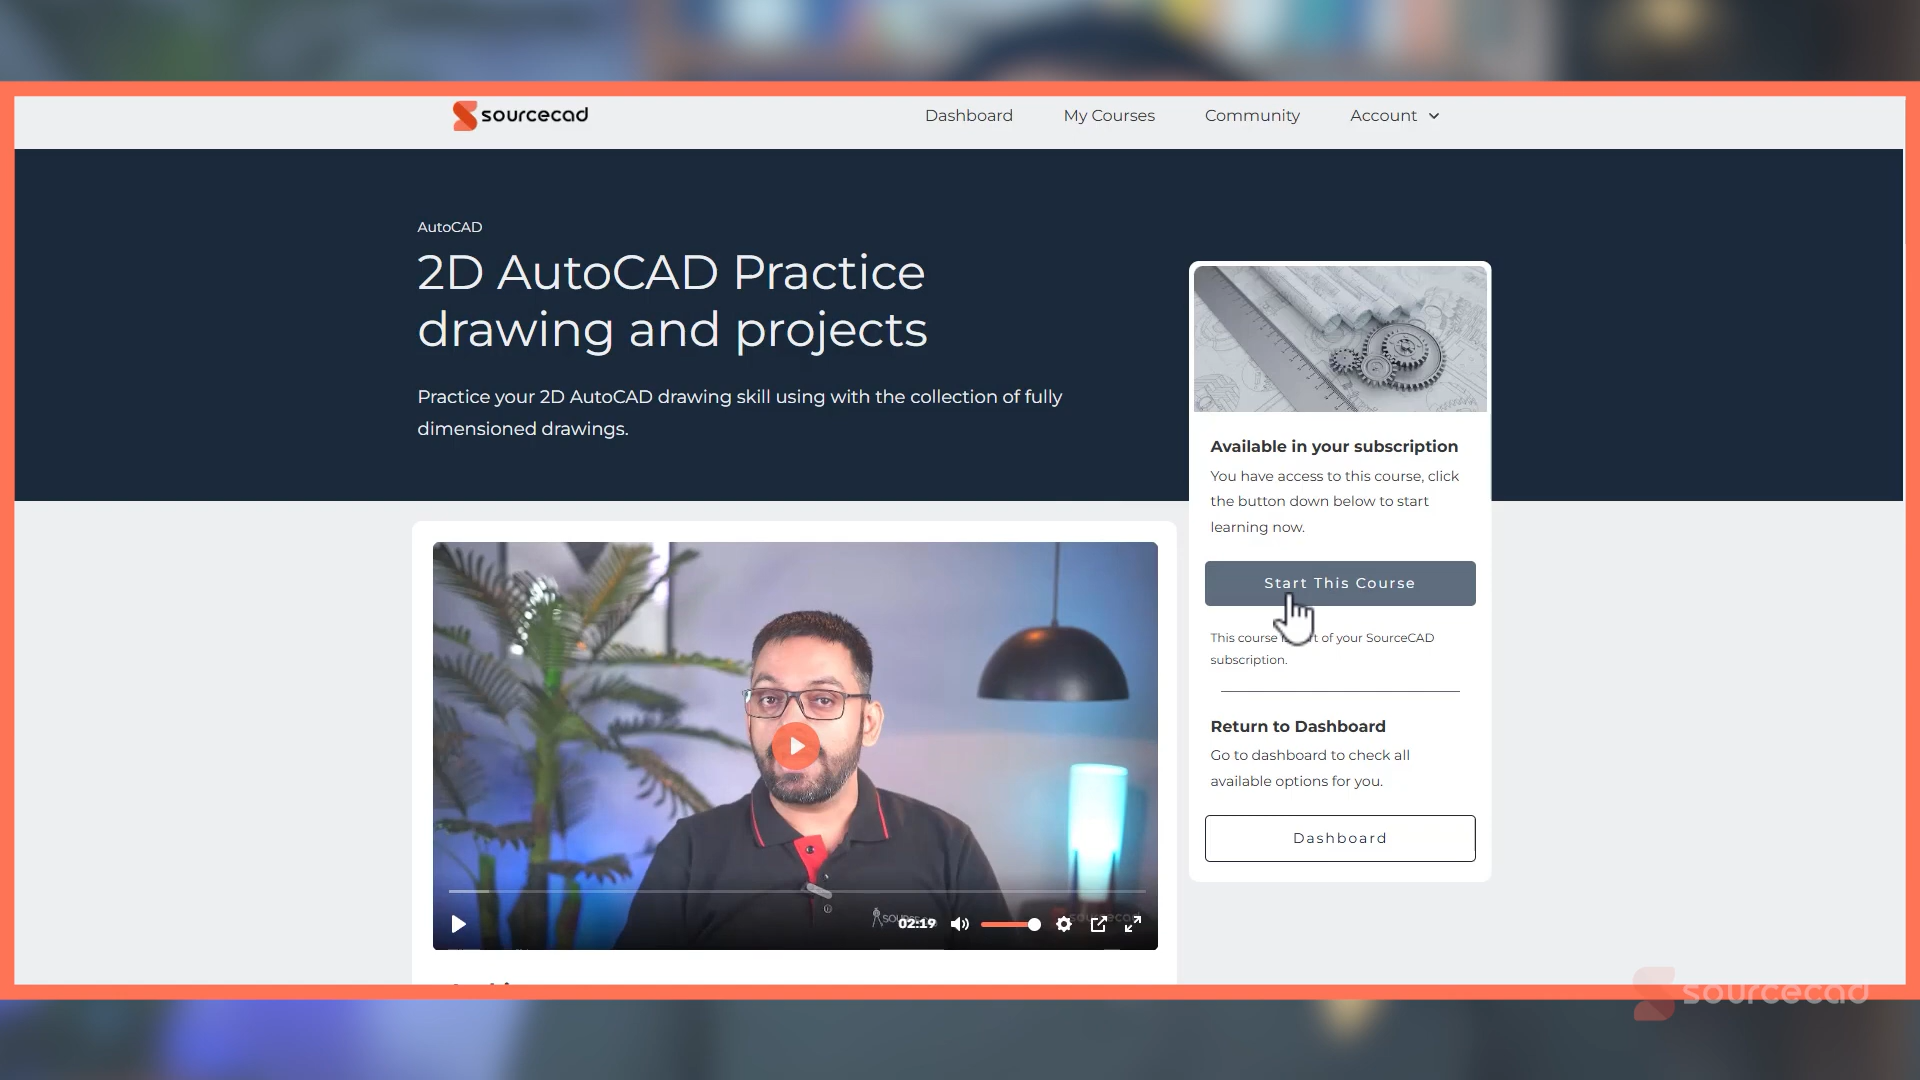 sourcecad
Dashboard
My Courses
Community
Account
AutoCAD
2D AutoCAD Practice
drawing and projects
Practice your 2D AutoCAD drawing skill using with the collection of fully
dimensioned drawings.
Available in your subscription
You have access to this course, click
the button down below to start
learning now.
Start This Course
This course of your SourceCAD
subscription.
Return to Dashboard
Go to dashboard to check all
available options for you.
Dashboard
02:19
sourcecad